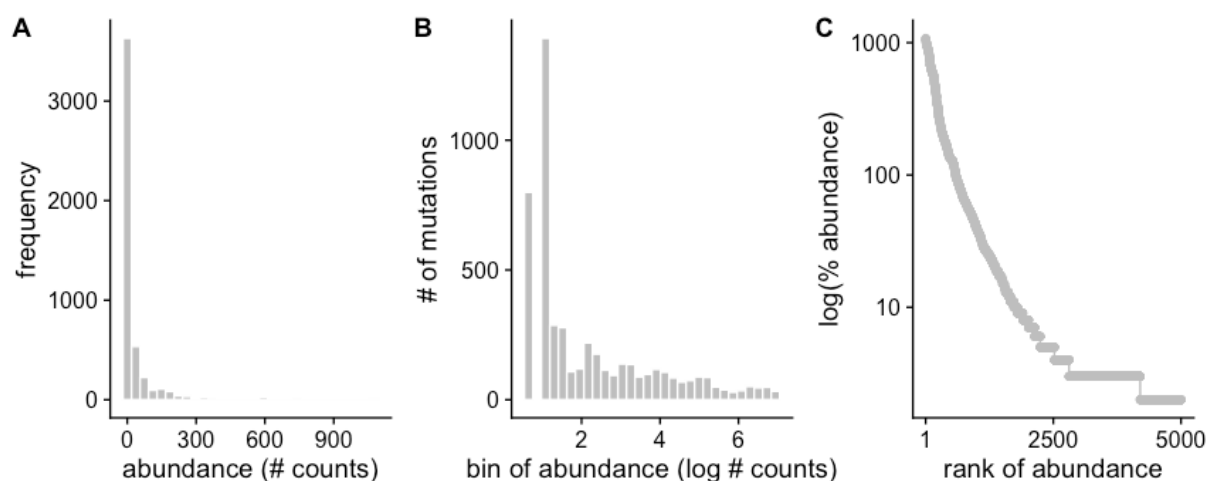 A
frequency
3000
2000
1000
0
0 300 600 900
abundance (# counts)
B
# of mutations
1000
500
0
2 4 6
bin of abundance (log # counts)
C
log(% abundance)
1000
100
10
1 2500 5000
rank of abundance